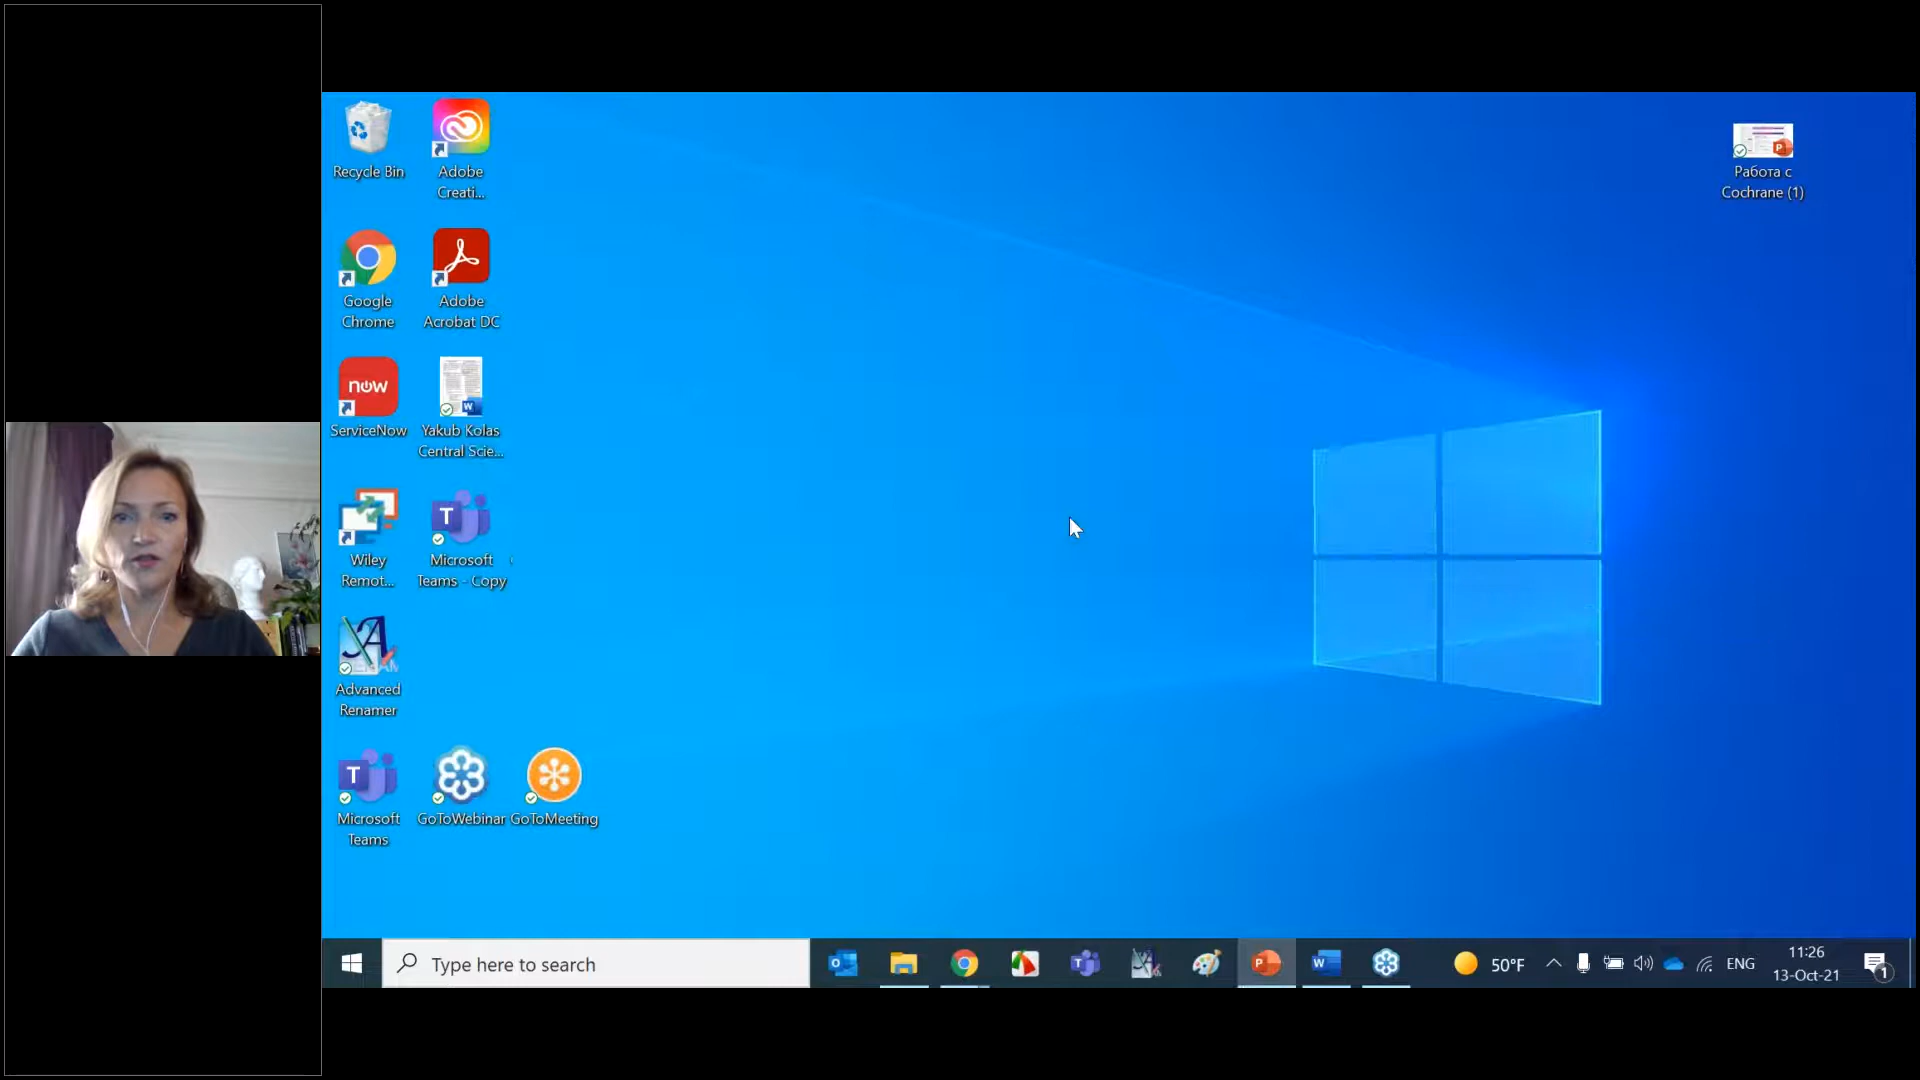 Recycle Bin
Adobe
Creati...
Работа с
Cochrane (1)
Google
Chrome
Adobe
Acrobat DC
now
ServiceNow
Yakub Kolas
Central Scie...
Wiley
Remot...
Microsoft
Teams - Copy
Advanced
Renamer
Microsoft
Teams
GoToWebinar
GoToMeeting
Type here to search
50°F
ENG
11:26
13-Oct-21
1